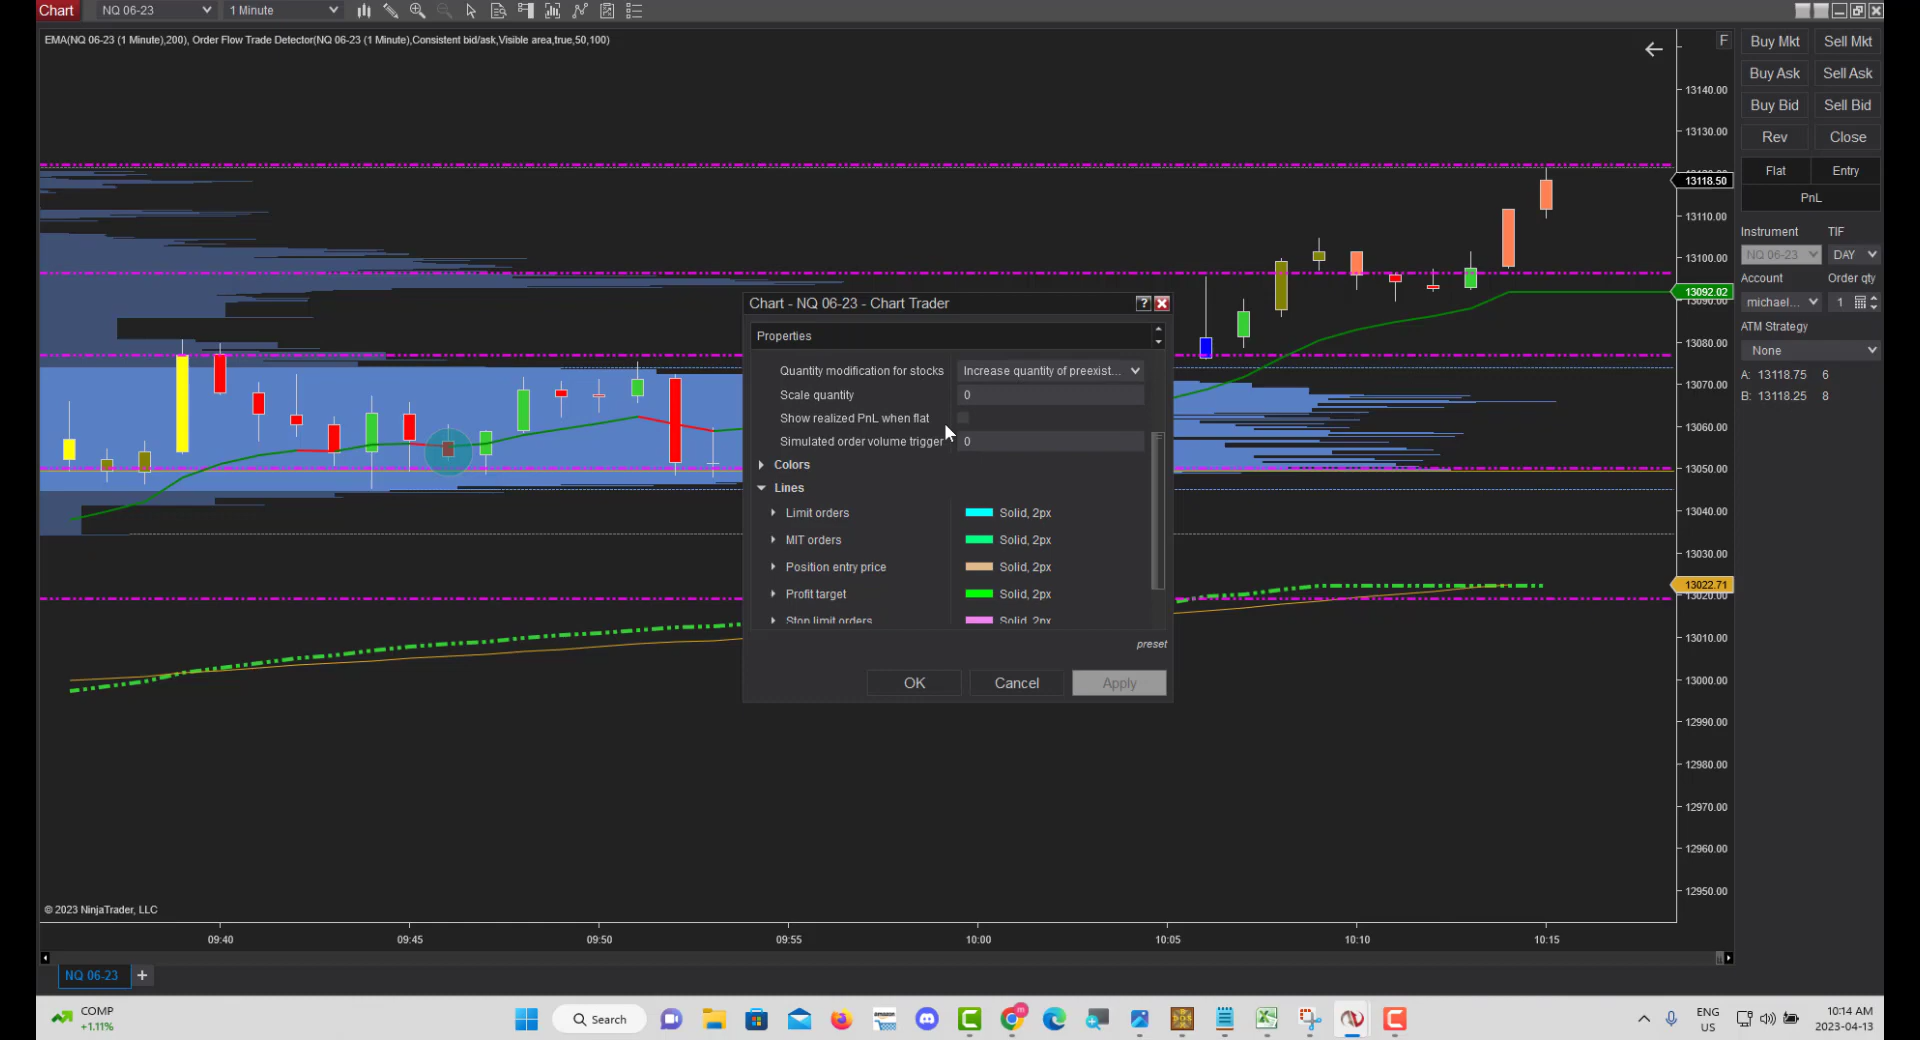 Chart
NQ 06-23
1 Minute
EMA(NQ 06-23 (1 Minute),200), Order Flow Trade Detector(NQ 06-23 (1 Minute),Consistent bid/ask,Visible area,true,50,100)
F
13140.00
13130.00
13118.50
13110.00
13100.00
13092.02
13080.00
13070.00
13060.00
13050.00
13040.00
13030.00
13022.71
13020.00
13010.00
13000.00
12990.00
12980.00
12970.00
12960.00
12950.00
Buy Mkt
Sell Mkt
Buy Ask
Sell Ask
Buy Bid
Sell Bid
Rev
Close
Flat
Entry
PnL
Instrument
TIF
NQ 06-23
DAY
Account
Order qty
michael...
1
ATM Strategy
None
A: 13118.75 6
B: 13118.25 8
Chart - NQ 06-23 - Chart Trader
?
Properties
Quantity modification for stocks
Increase quantity of preexist...
Scale quantity
0
Show realized PnL when flat
Simulated order volume trigger
0
Colors
Lines
Limit orders
Solid, 2px
MIT orders
Solid, 2px
Position entry price
Solid, 2px
Profit target
Solid, 2px
Stop limit orders
Solid, 2px
preset
OK
Cancel
Apply
© 2023 NinjaTrader, LLC
09:40
09:45
09:50
09:55
10:00
10:05
10:10
10:15
NQ 06-23
+
COMP
+1.11%
Search
ENG
US
10:14 AM
2023-04-13